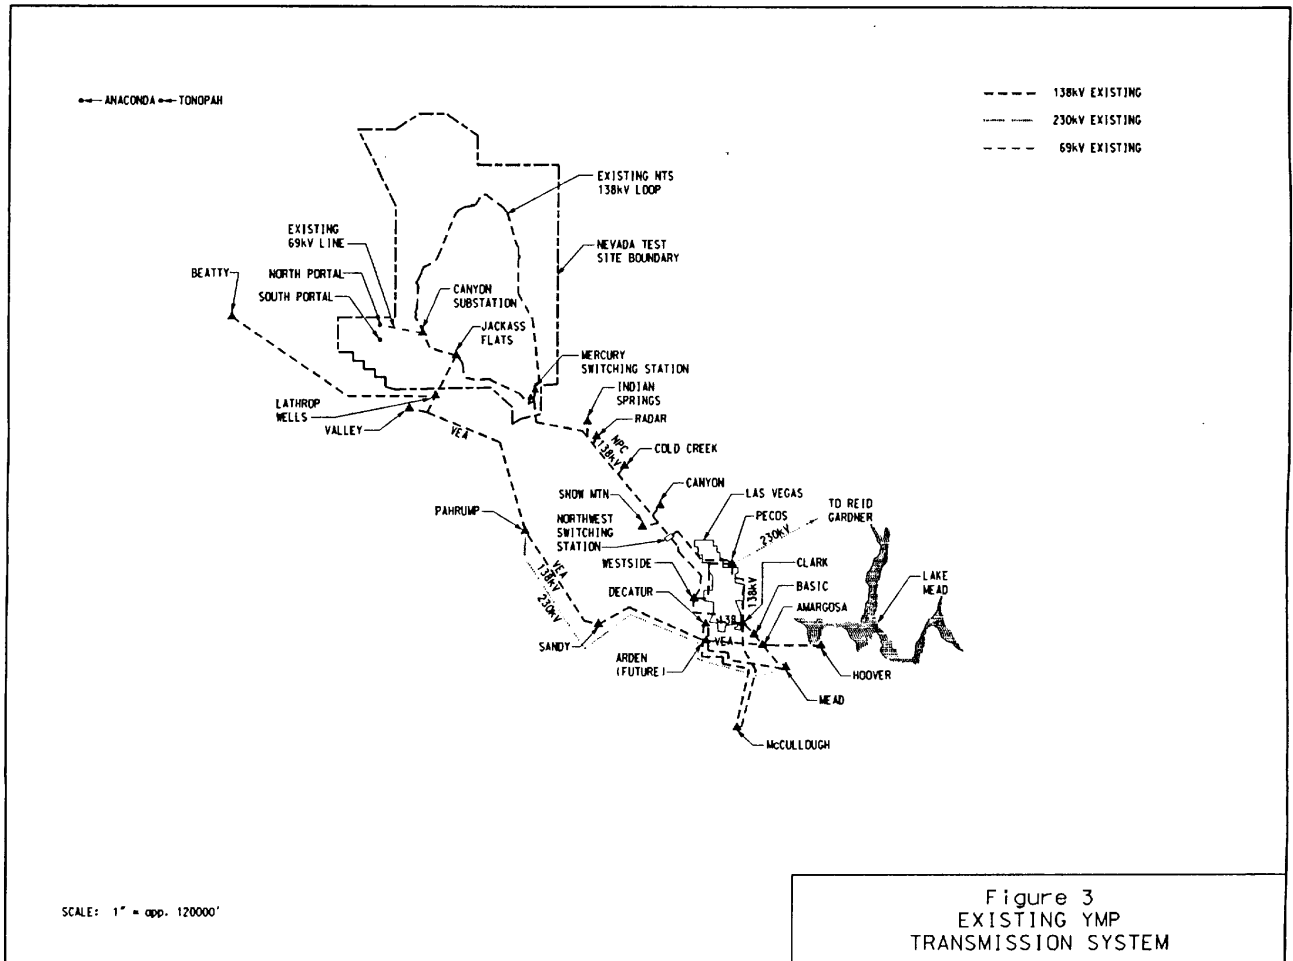 ANACONDA TONOPAH
138kV EXISTING
230kV EXISTING
69kV EXISTING
EXISTING NTS
138kV LOOP
EXISTING
69kV LINE
NEVADA TEST
SITE BOUNDARY
BEATTY
NORTH PORTAL
SOUTH PORTAL
CANYON
SUBSTATION
JACKASS
FLATS
MERCURY
SWITCHING STATION
INDIAN
SPRINGS
LATHROP
WELLS
VALLEY
VEA
RADAR
NPC
138kV
COLD CREEK
CANYON
SNOW MTN
LAS VEGAS
TO REID
GARDNER
PAHRUMP
NORTHWEST
SWITCHING
STATION
PECOS
230kV
WESTSIDE
CLARK
VEA
138kV
230kV
DECATUR
138kV
BASIC
LAKE
MEAD
AMARGOSA
138
SANDY
VEA
ARDEN
(FUTURE)
HOOVER
MEAD
McCULLOUGH
SCALE: 1" = app. 120000'
Figure 3
EXISTING YMP
TRANSMISSION SYSTEM